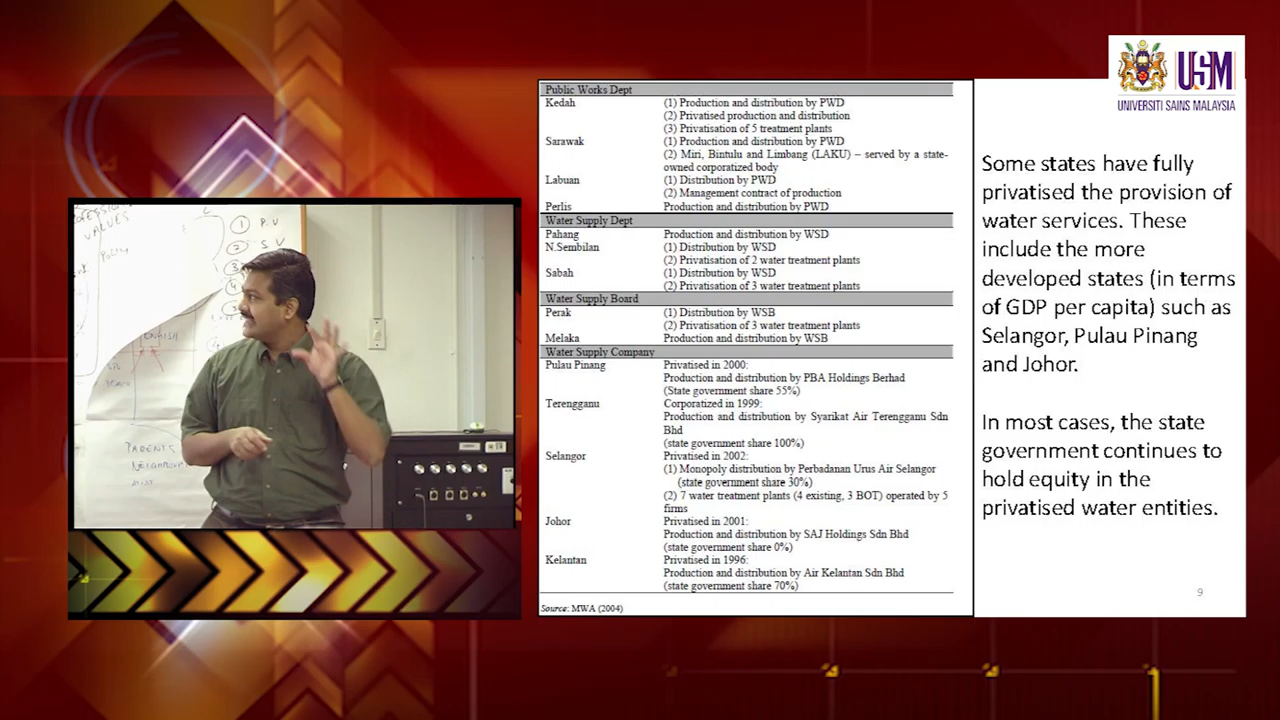 USM
UNIVERSITI SAINS MALAYSIA
VALUES
POLICY
1 P. V
2 S. V
3
4
PARENTS
Public Works Dept
Kedah (1) Production and distribution by PWD
(2) Privatised production and distribution
(3) Privatisation of 5 treatment plants
Sarawak (1) Production and distribution by PWD
(2) Miri, Bintulu and Limbang (LAKU) – served by a state-
owned corporatized body
Labuan (1) Distribution by PWD
(2) Management contract of production
Perlis Production and distribution by PWD
Water Supply Dept
Pahang Production and distribution by WSD
N.Sembilan (1) Distribution by WSD
(2) Privatisation of 2 water treatment plants
Sabah (1) Distribution by WSD
(2) Privatisation of 3 water treatment plants
Water Supply Board
Perak (1) Distribution by WSB
(2) Privatisation of 3 water treatment plants
Melaka Production and distribution by WSB
Water Supply Company
Pulau Pinang Privatised in 2000:
Production and distribution by PBA Holdings Berhad
(State government share 55%)
Terengganu Corporatized in 1999:
Production and distribution by Syarikat Air Terengganu Sdn
Bhd
(state government share 100%)
Selangor Privatised in 2002:
(1) Monopoly distribution by Perbadanan Urus Air Selangor
(state government share 30%)
(2) 7 water treatment plants (4 existing, 3 BOT) operated by 5
firms
Johor Privatised in 2001:
Production and distribution by SAJ Holdings Sdn Bhd
(state government share 0%)
Kelantan Privatised in 1996:
Production and distribution by Air Kelantan Sdn Bhd
(state government share 70%)
Source: MWA (2004)
Some states have fully
privatised the provision of
water services. These
include the more
developed states (in terms
of GDP per capita) such as
Selangor, Pulau Pinang
and Johor.
In most cases, the state
government continues to
hold equity in the
privatised water entities.
9